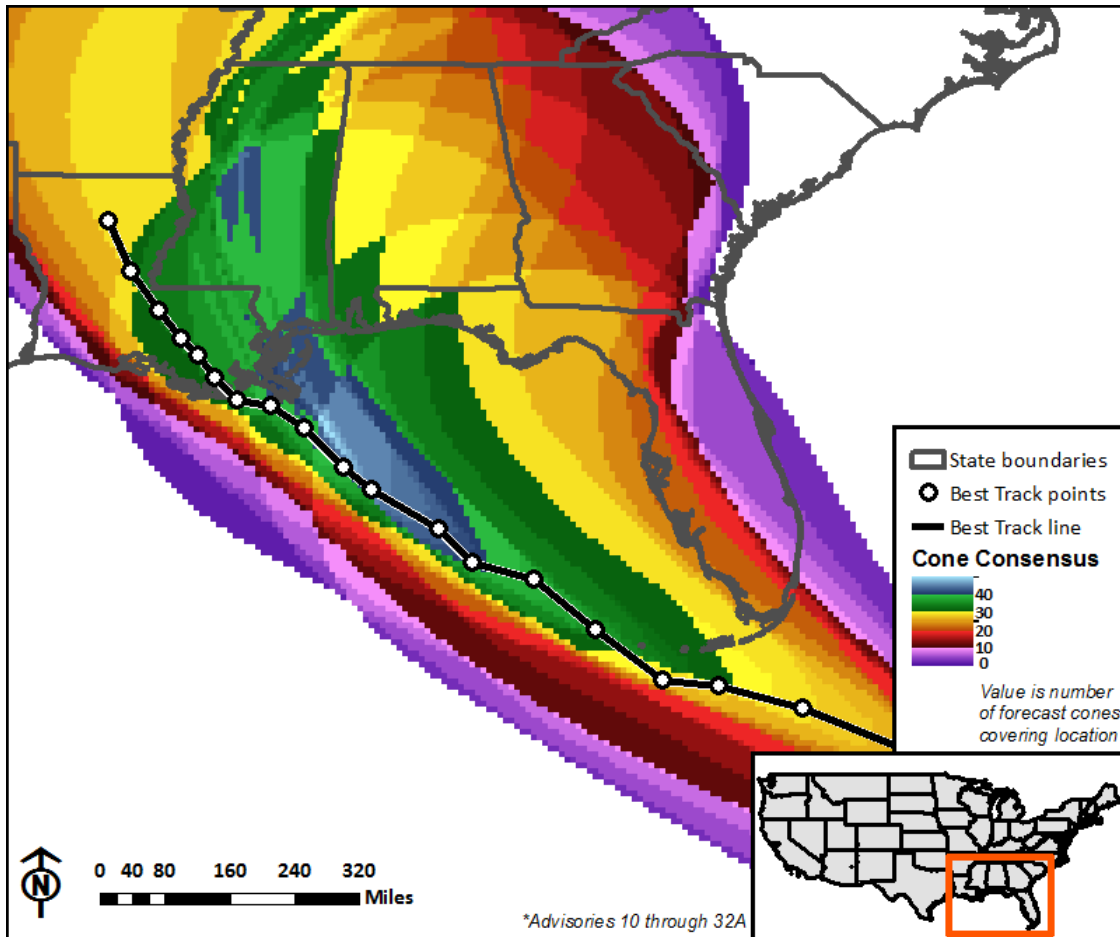 State boundaries
Best Track points
Best Track line
Cone Consensus
40
30
20
10
0
Value is number
of forecast cones
covering location
N
0 40 80 160 240 320
Miles
*Advisories 10 through 32A